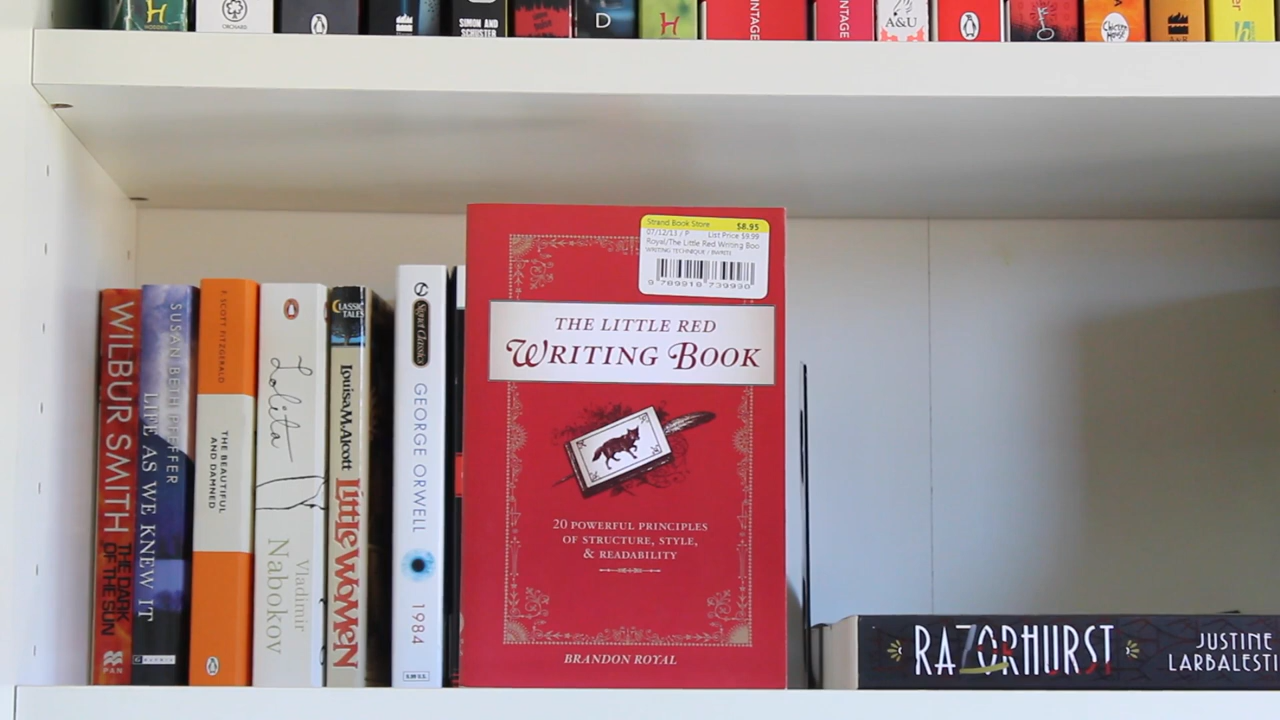 H
ORCHARD
SIMON AND
SCHUSTER
D
H
VINTAGE
VINTAGE
A&U
WILBUR SMITH THE DARK
OF THE SUN
PAN
SUSAN BETH PFEFFER
LIFE AS WE KNEW IT
F. SCOTT FITZGERALD
THE BEAUTIFUL
AND DAMNED
Lolita
Vladimir
Nabokov
CLASSIC
TALES
Louisa M. Alcott Little Women
Signet Classics
GEORGE ORWELL 1984
Strand Book Store $8.95
07/12/13 / P List Price $9.99
Royal/The Little Red Writing Boo
WRITING TECHNIQUE / BWRITE
9 780910 739930
THE LITTLE RED
WRITING BOOK
20 POWERFUL PRINCIPLES
OF STRUCTURE, STYLE,
& READABILITY
BRANDON ROYAL
RAZORHURST
JUSTINE
LARBALESTI